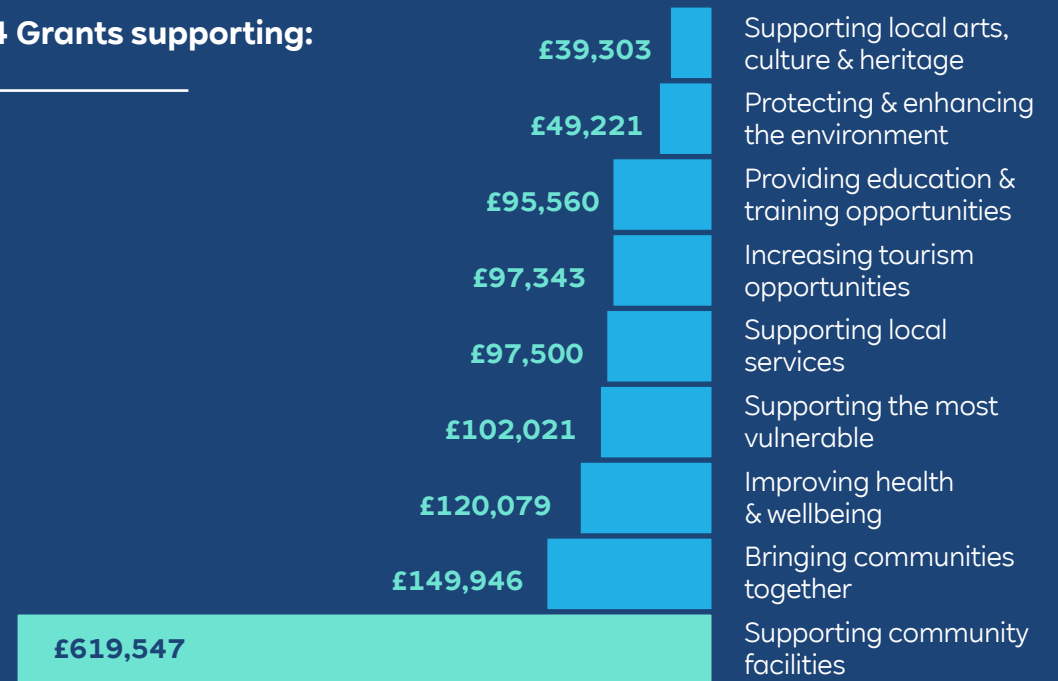 4 Grants supporting:
£39,303
Supporting local arts,
culture & heritage
£49,221
Protecting & enhancing
the environment
£95,560
Providing education &
training opportunities
£97,343
Increasing tourism
opportunities
£97,500
Supporting local
services
£102,021
Supporting the most
vulnerable
£120,079
Improving health
& wellbeing
£149,946
Bringing communities
together
£619,547
Supporting community
facilities